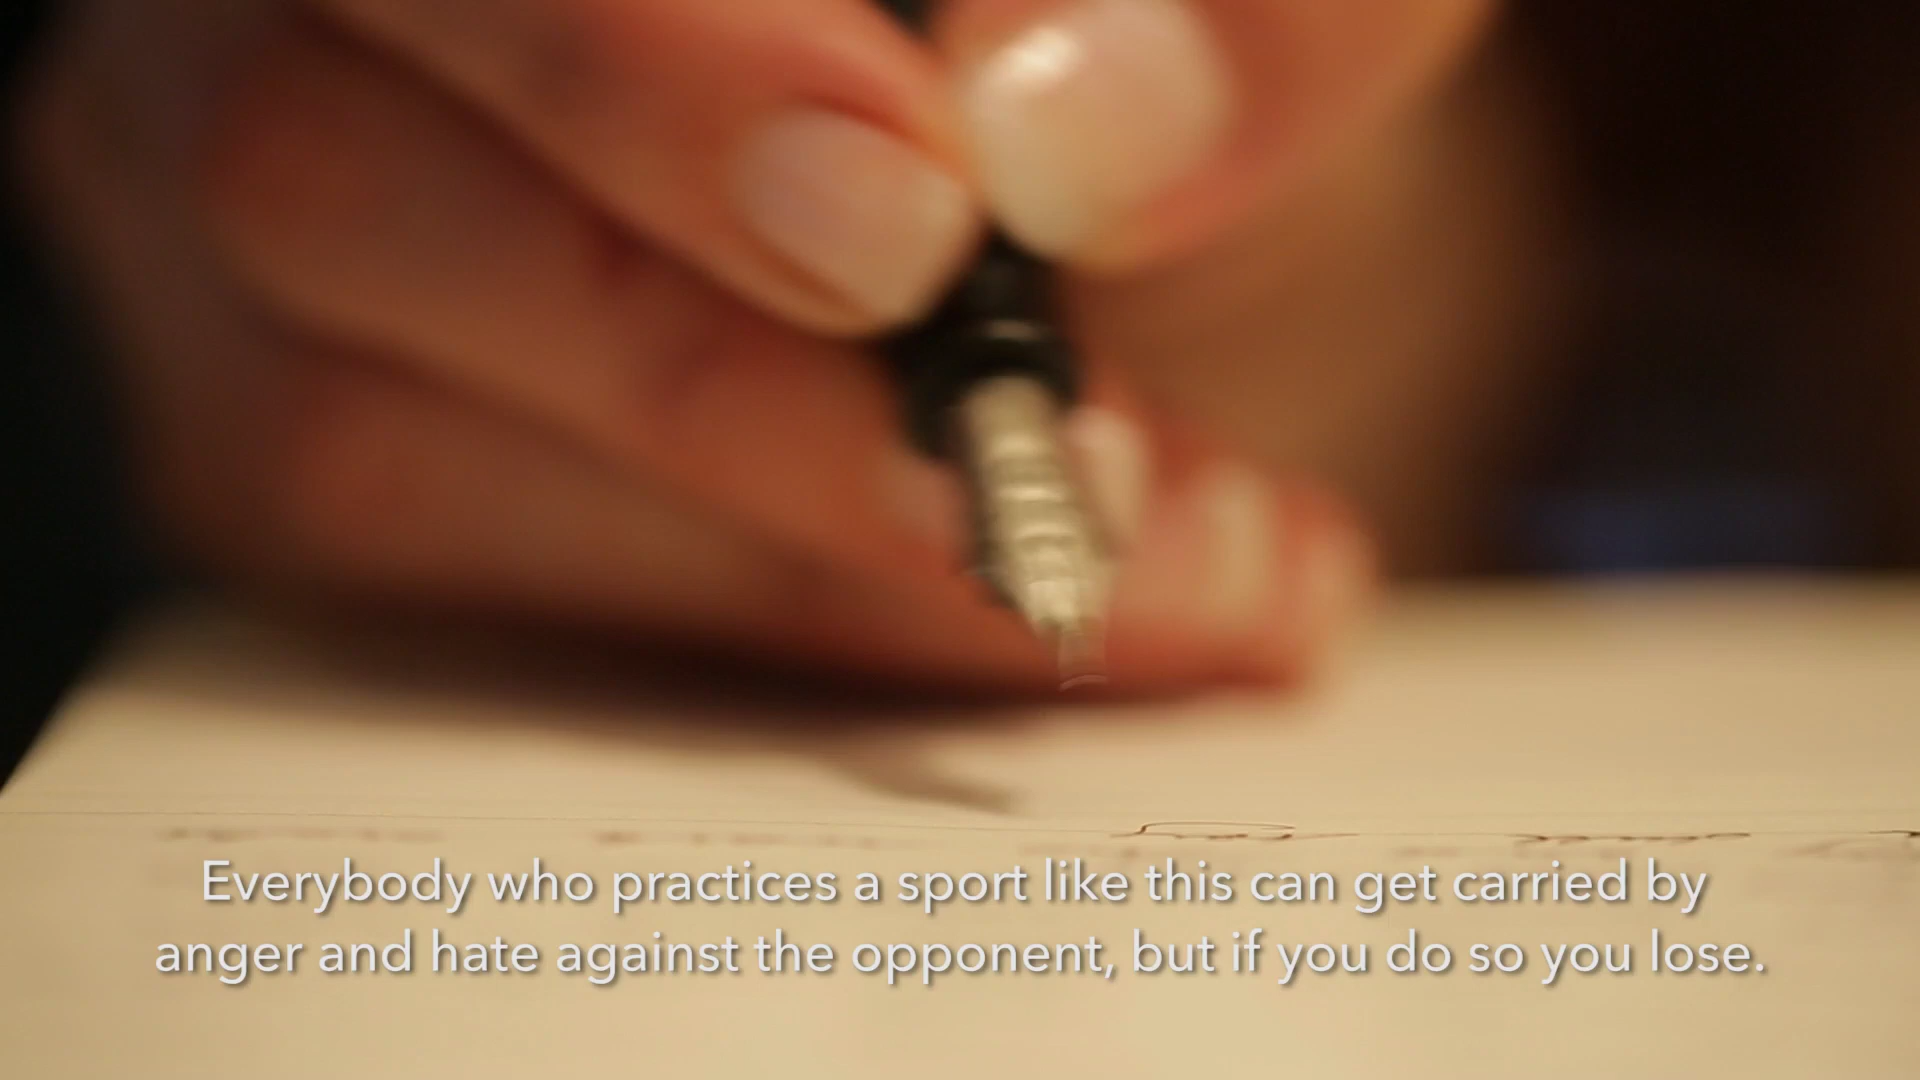 Everybody who practices a sport like this can get carried by
anger and hate against the opponent, but if you do so you lose.